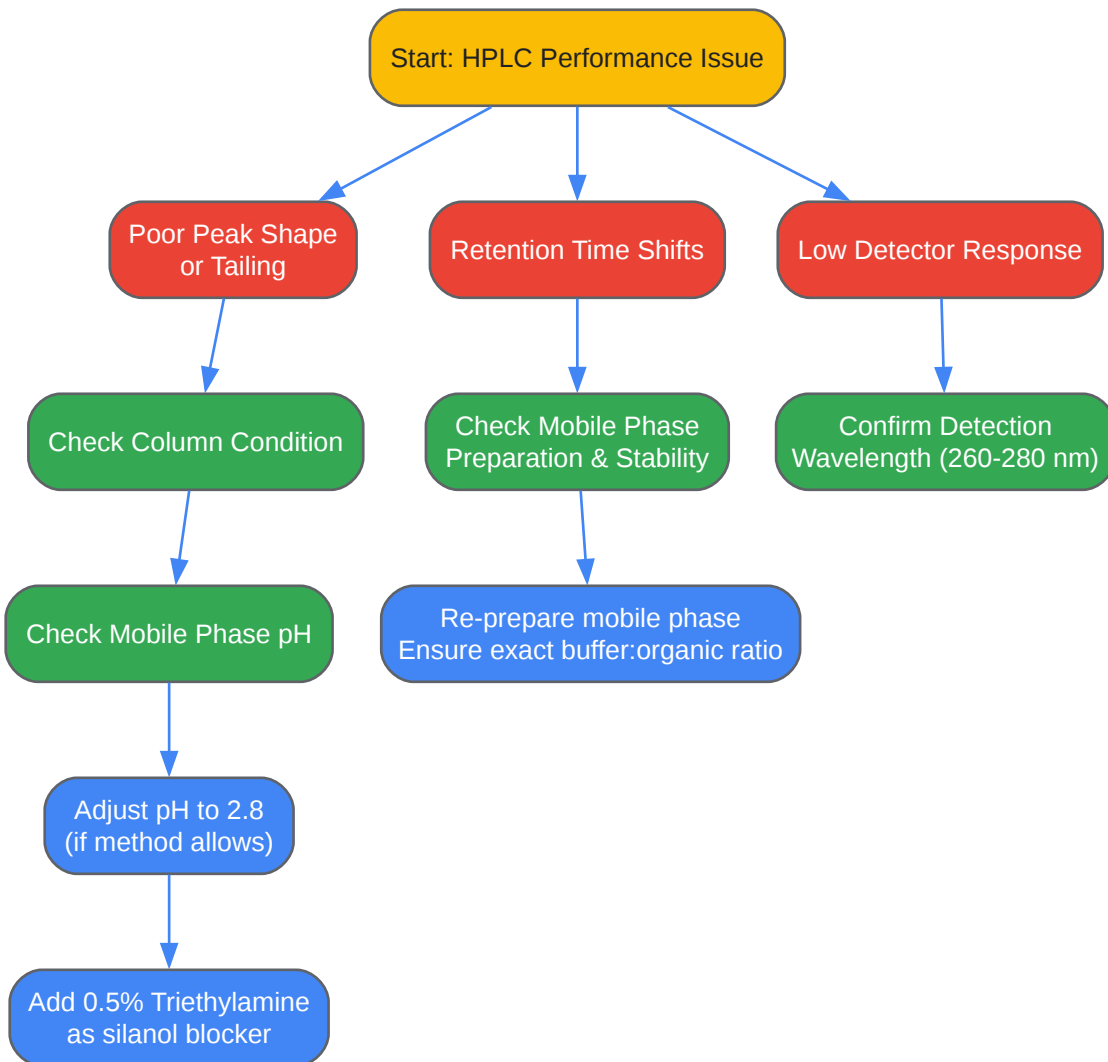 Start: HPLC Performance Issue
Poor Peak Shape
or Tailing
Retention Time Shifts
Low Detector Response
Check Column Condition
Check Mobile Phase
Preparation & Stability
Confirm Detection
Wavelength (260-280 nm)
Check Mobile Phase pH
Re-prepare mobile phase
Ensure exact buffer:organic ratio
Adjust pH to 2.8
(if method allows)
Add 0.5% Triethylamine
as silanol blocker